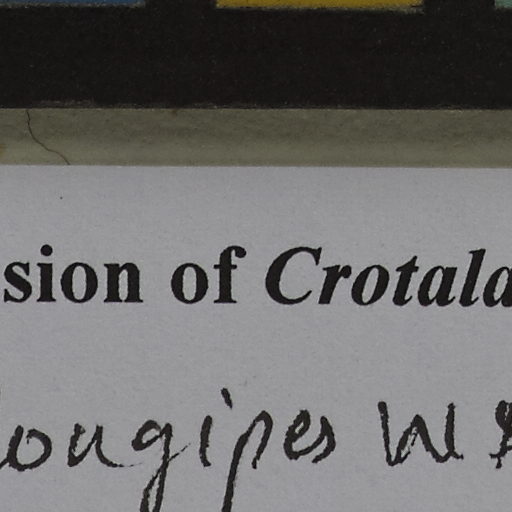 sion of Crotala
longipes W &